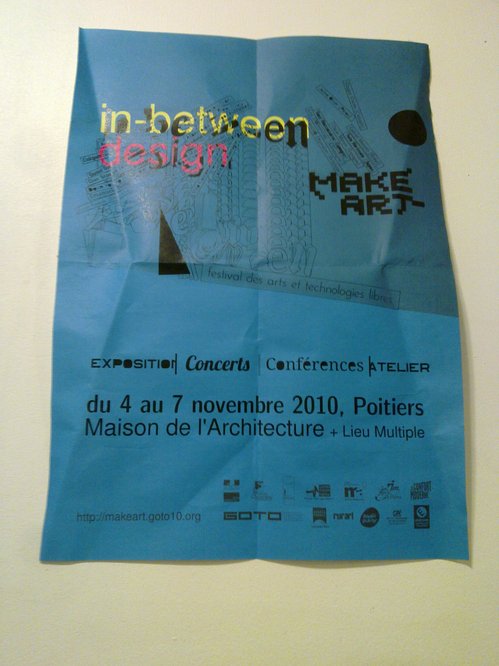 in-between
design
MAKE
ART
festival des arts et technologies libres
EXPOSITION Concerts Conférences ATELIER
du 4 au 7 novembre 2010, Poitiers
Maison de l'Architecture + Lieu Multiple
GOTO
http://makeart.goto10.org